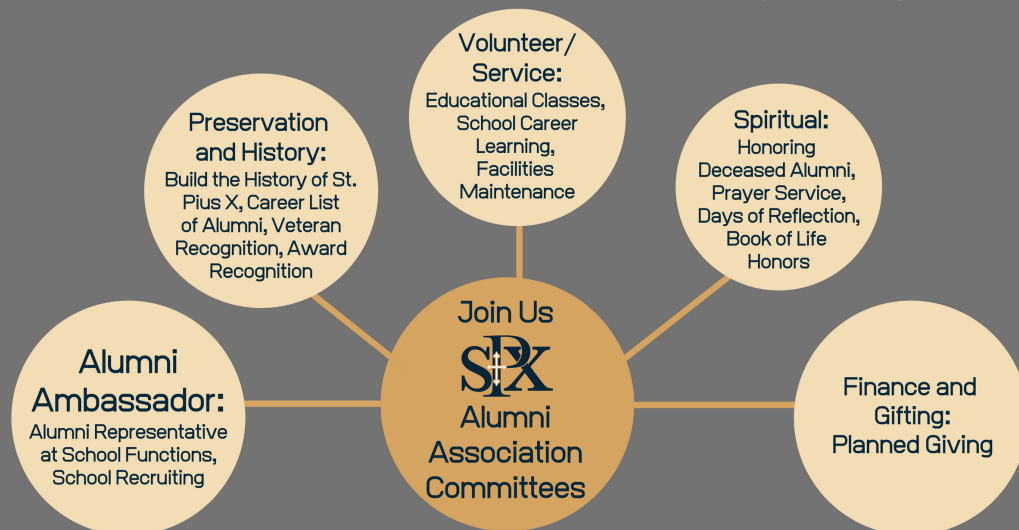 Volunteer/
Service:
Educational Classes,
School Career
Learning,
Facilities
Maintenance
Preservation
and History:
Build the History of St.
Pius X, Career List
of Alumni, Veteran
Recognition, Award
Recognition
Spiritual:
Honoring
Deceased Alumni,
Prayer Service,
Days of Reflection,
Book of Life
Honors
Alumni
Ambassador:
Alumni Representative
at School Functions,
School Recruiting
Join Us
SPX
Alumni
Association
Committees
Finance and
Gifting:
Planned Giving